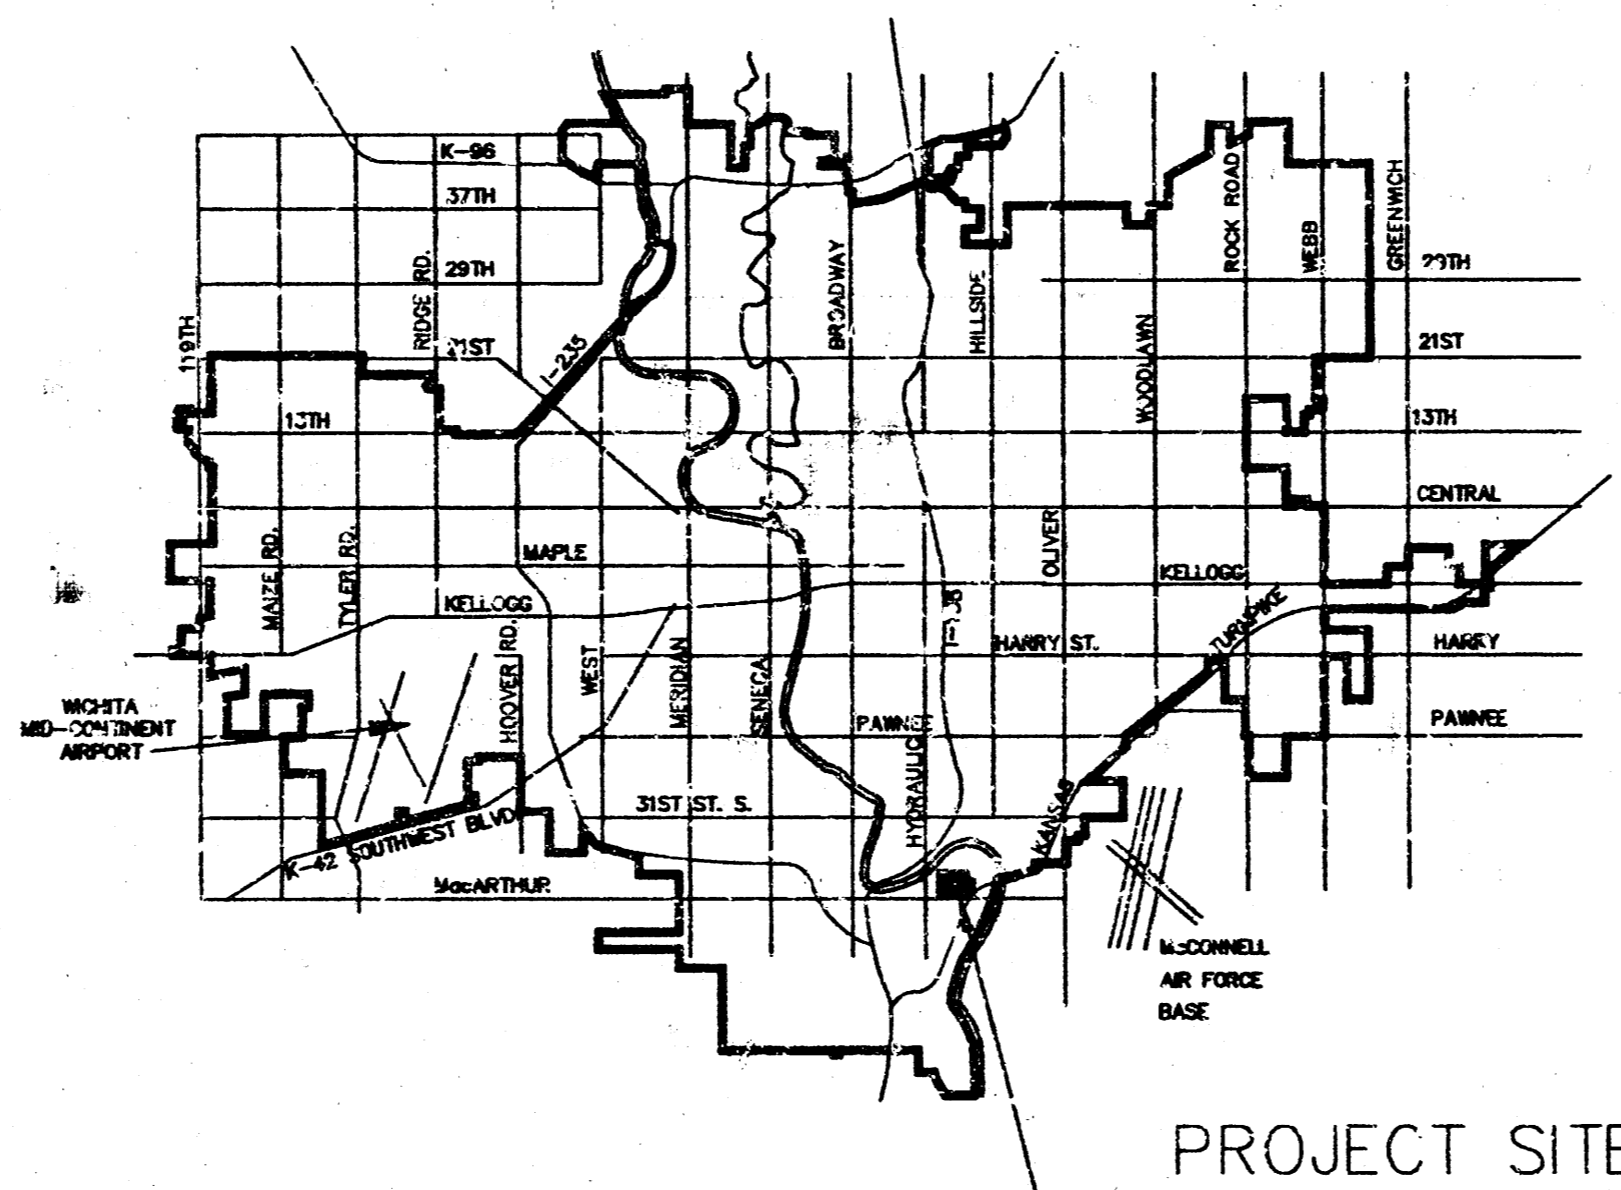 K-96
37TH
29TH
RIDGE RD.
119TH
I-235
13TH
BROADWAY
HILLSIDE
WOODLAWN
ROCK ROAD
WEBB
GREENWICH
29TH
21ST
13TH
CENTRAL
MAIZE RD.
TYLER RD.
MAPLE
KELLOGG
OLIVER
KELLOGG
TURNPIKE
HARRY ST.
HARRY
HOOVER RD.
WEST
MERIDIAN
SENECA
PAWNEE
HYDRAULIC
PAWNEE
WICHITA
MID-CONTINENT
AIRPORT
31ST ST. S.
KANSAS
K-42 SOUTHWEST BLVD
MacARTHUR
McCONNELL
AIR FORCE
BASE
PROJECT SITE